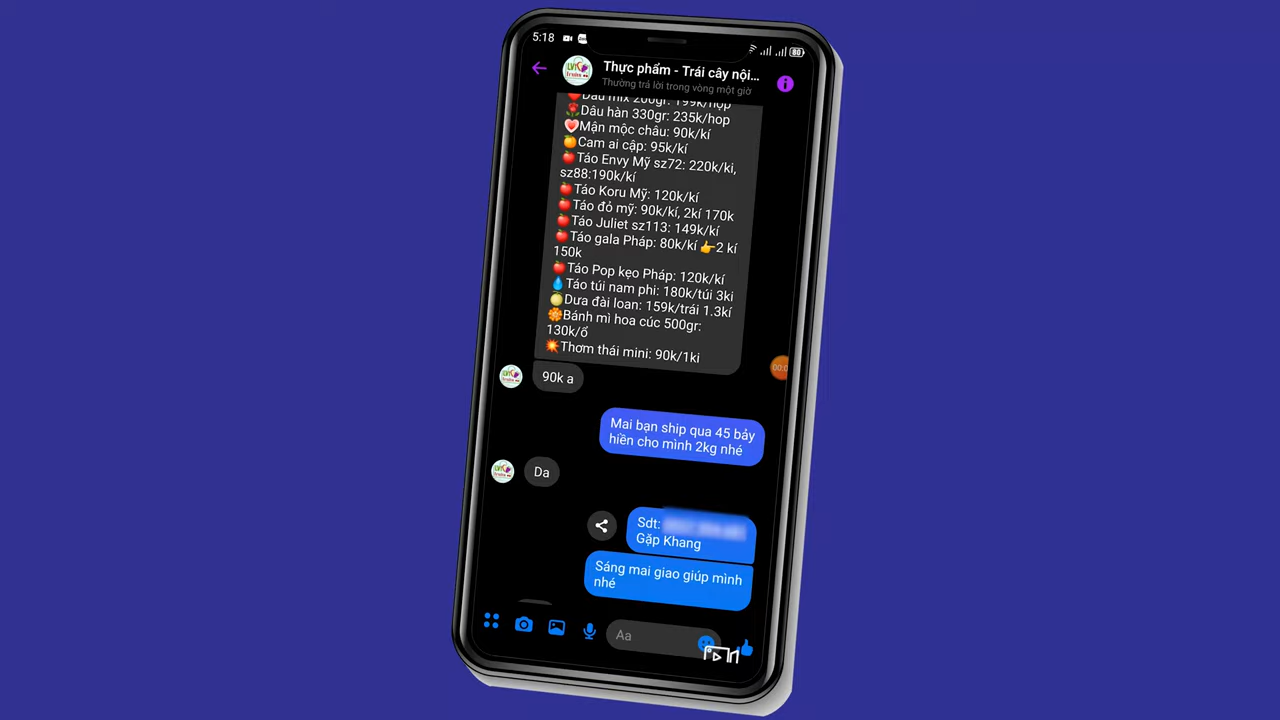 5:18
80
Thực phẩm - Trái cây nội...
Thường trả lời trong vòng một giờ
Dâu mix 200gr: 199k/hộp
Dâu hàn 330gr: 235k/hop
Mận mộc châu: 90k/kí
Cam ai cập: 95k/kí
Táo Envy Mỹ sz72: 220k/ki,
sz88:190k/kí
Táo Koru Mỹ: 120k/kí
Táo đỏ mỹ: 90k/kí, 2kí 170k
Táo Juliet sz113: 149k/kí
Táo gala Pháp: 80k/kí 👉2 kí
150k
Táo Pop kẹo Pháp: 120k/kí
Táo túi nam phi: 180k/túi 3ki
Dưa đài loan: 159k/trái 1.3kí
Bánh mì hoa cúc 500gr:
130k/ổ
Thơm thái mini: 90k/1ki
90k a
Mai bạn ship qua 45 bảy
hiền cho mình 2kg nhé
Da
Sdt:
Gặp Khang
Sáng mai giao giúp mình
nhé
Aa